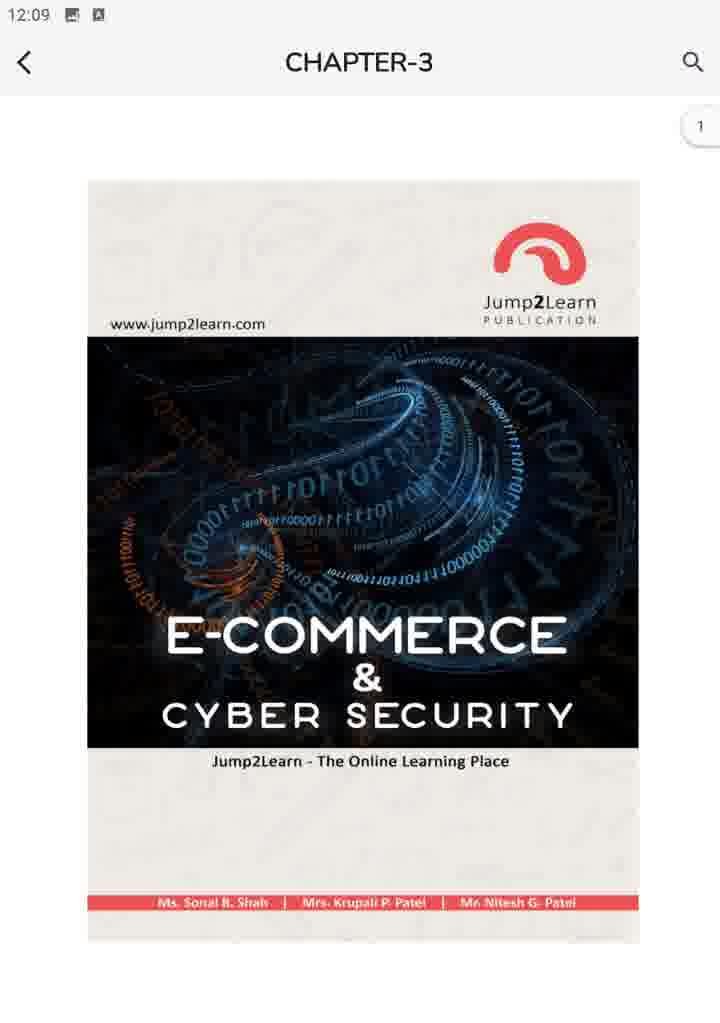 12:09
CHAPTER-3
1
Jump2Learn
PUBLICATION
www.jump2learn.com
E-COMMERCE
&
CYBER SECURITY
Jump2Learn - The Online Learning Place
Ms. Sonal R. Shah | Mrs. Krupali P. Patel | Mr. Nitesh G. Patel